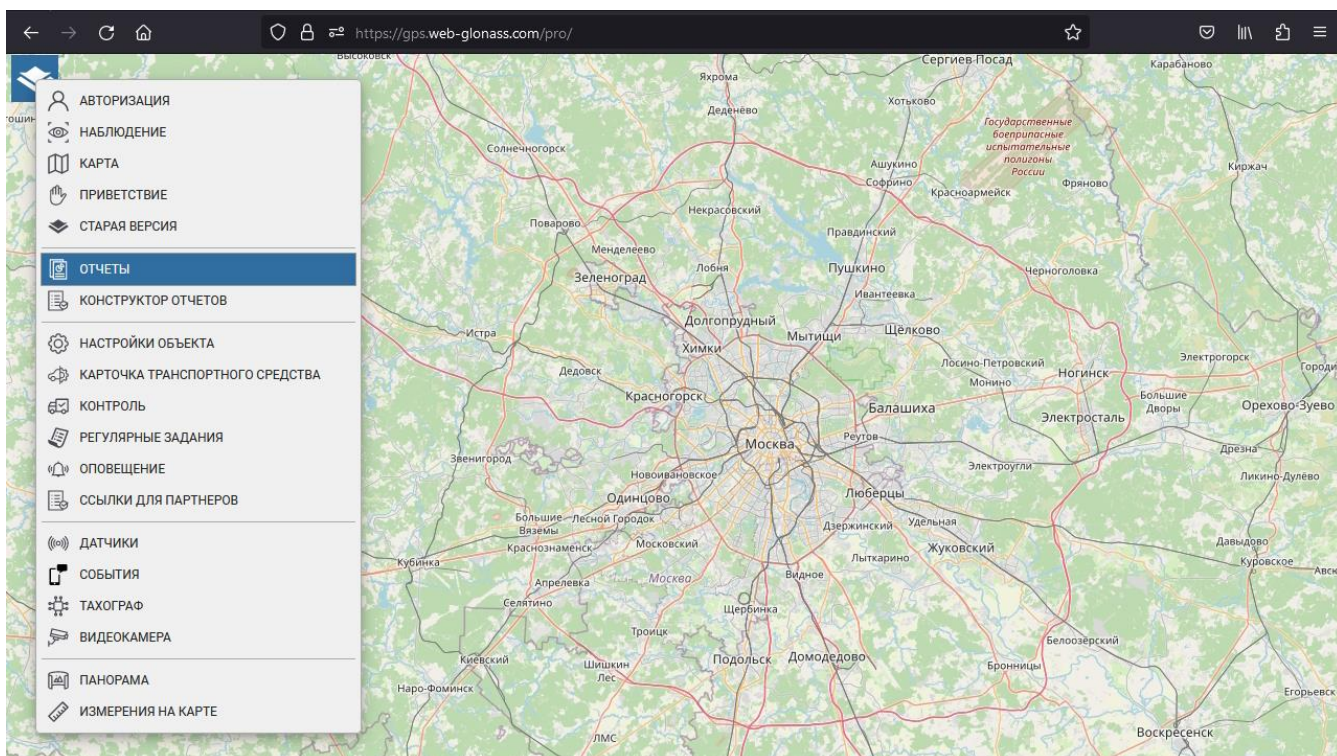 https://gps.web-glonass.com/pro/
АВТОРИЗАЦИЯ
НАБЛЮДЕНИЕ
КАРТА
ПРИВЕТСТВИЕ
СТАРАЯ ВЕРСИЯ
ОТЧЕТЫ
КОНСТРУКТОР ОТЧЕТОВ
НАСТРОЙКИ ОБЪЕКТА
КАРТОЧКА ТРАНСПОРТНОГО СРЕДСТВА
КОНТРОЛЬ
РЕГУЛЯРНЫЕ ЗАДАНИЯ
ОПОВЕЩЕНИЕ
ССЫЛКИ ДЛЯ ПАРТНЕРОВ
ДАТЧИКИ
СОБЫТИЯ
ТАХОГРАФ
ВИДЕОКАМЕРА
ПАНОРАМА
ИЗМЕРЕНИЯ НА КАРТЕ
Высоковск
Сергиев Посад
Карабаново
Яхрома
Хотьково
Деденёво
Государственные
боеприпасные
испытательные
полигоны
России
Солнечногорск
Ашукино
Киржач
Софрино
Красноармейск
Фряново
Некрасовский
Поварово
Правдинский
Менделеево
Лобня
Пушкино
Черноголовка
Зеленоград
Ивантеевка
Долгопрудный
Истра
Мытищи
Щёлково
Химки
Электрогорск
Дедовск
Лосино-Петровский
Ногинск
Монино
Красногорск
Большие
Дворы
Балашиха
Орехово-Зуево
Электросталь
Москва
Реутов
Дрезна
Звенигород
Электроугли
Новоивановское
Ликино-Дулёво
Одинцово
Люберцы
Большие
Вязёмы
Лесной Городок
Дзержинский
Удельная
Краснознаменск
Московский
Жуковский
Давыдово
Лыткарино
Кубинка
Куровское
Видное
Москва
Апрелевка
Селятино
Щербинка
Троицк
Белоозёрский
Киевский
Шишкин
Лес
Подольск
Домодедово
Бронницы
Наро-Фоминск
Егорьевск
ЛМС
Воскресенск